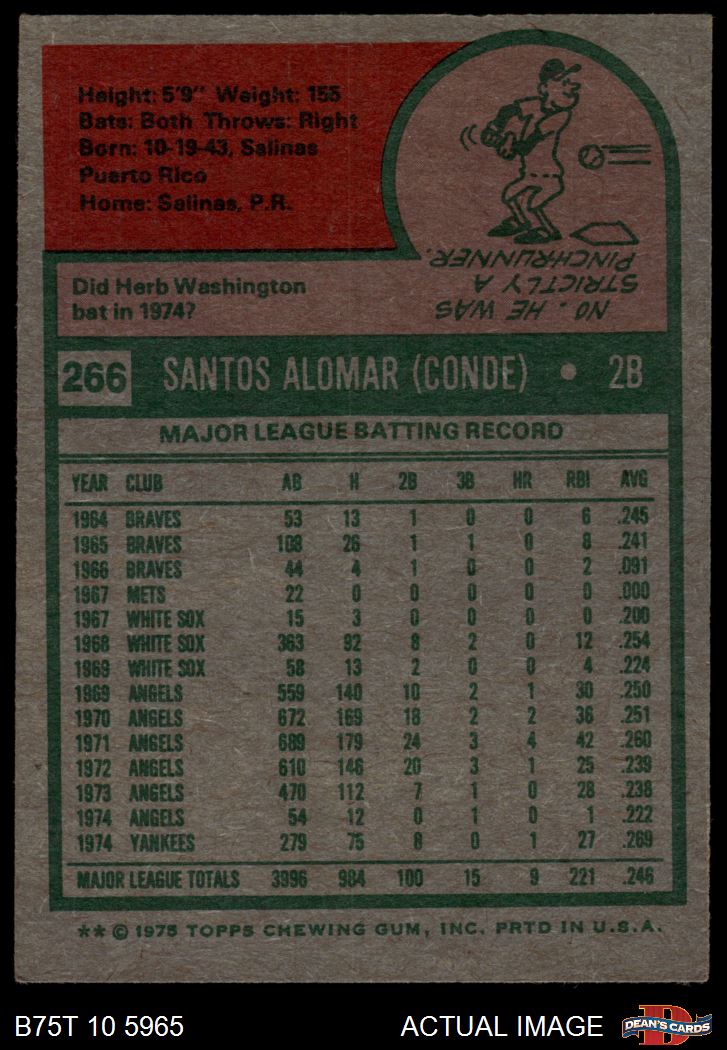 Height: 5'9" Weight: 155
Bats: Both Throws: Right
Born: 10-19-43, Salinas
Puerto Rico
Home: Salinas, P.R.
Did Herb Washington
bat in 1974?
NO. HE WAS
STRICTLY A
PINCHRUNNER.
266 SANTOS ALOMAR (CONDE) • 2B
MAJOR LEAGUE BATTING RECORD
YEAR CLUB AB H 2B 3B HR RBI AVG
1964 BRAVES 53 13 1 0 0 6 .245
1965 BRAVES 108 26 1 1 0 8 .241
1966 BRAVES 44 4 1 0 0 2 .091
1967 METS 22 0 0 0 0 0 .000
1967 WHITE SOX 15 3 0 0 0 0 .200
1968 WHITE SOX 363 92 8 2 0 12 .254
1969 WHITE SOX 58 13 2 0 0 4 .224
1969 ANGELS 559 140 10 2 1 30 .250
1970 ANGELS 672 169 18 2 2 36 .251
1971 ANGELS 689 179 24 3 4 42 .260
1972 ANGELS 610 146 20 3 1 25 .239
1973 ANGELS 470 112 7 1 0 28 .238
1974 ANGELS 54 12 0 1 0 1 .222
1974 YANKEES 279 75 8 0 1 27 .269
MAJOR LEAGUE TOTALS 3996 984 100 15 9 221 .246
** © 1975 TOPPS CHEWING GUM, INC. PRTD IN U.S.A.
B75T 10 5965 ACTUAL IMAGE
D
DEAN'S CARDS